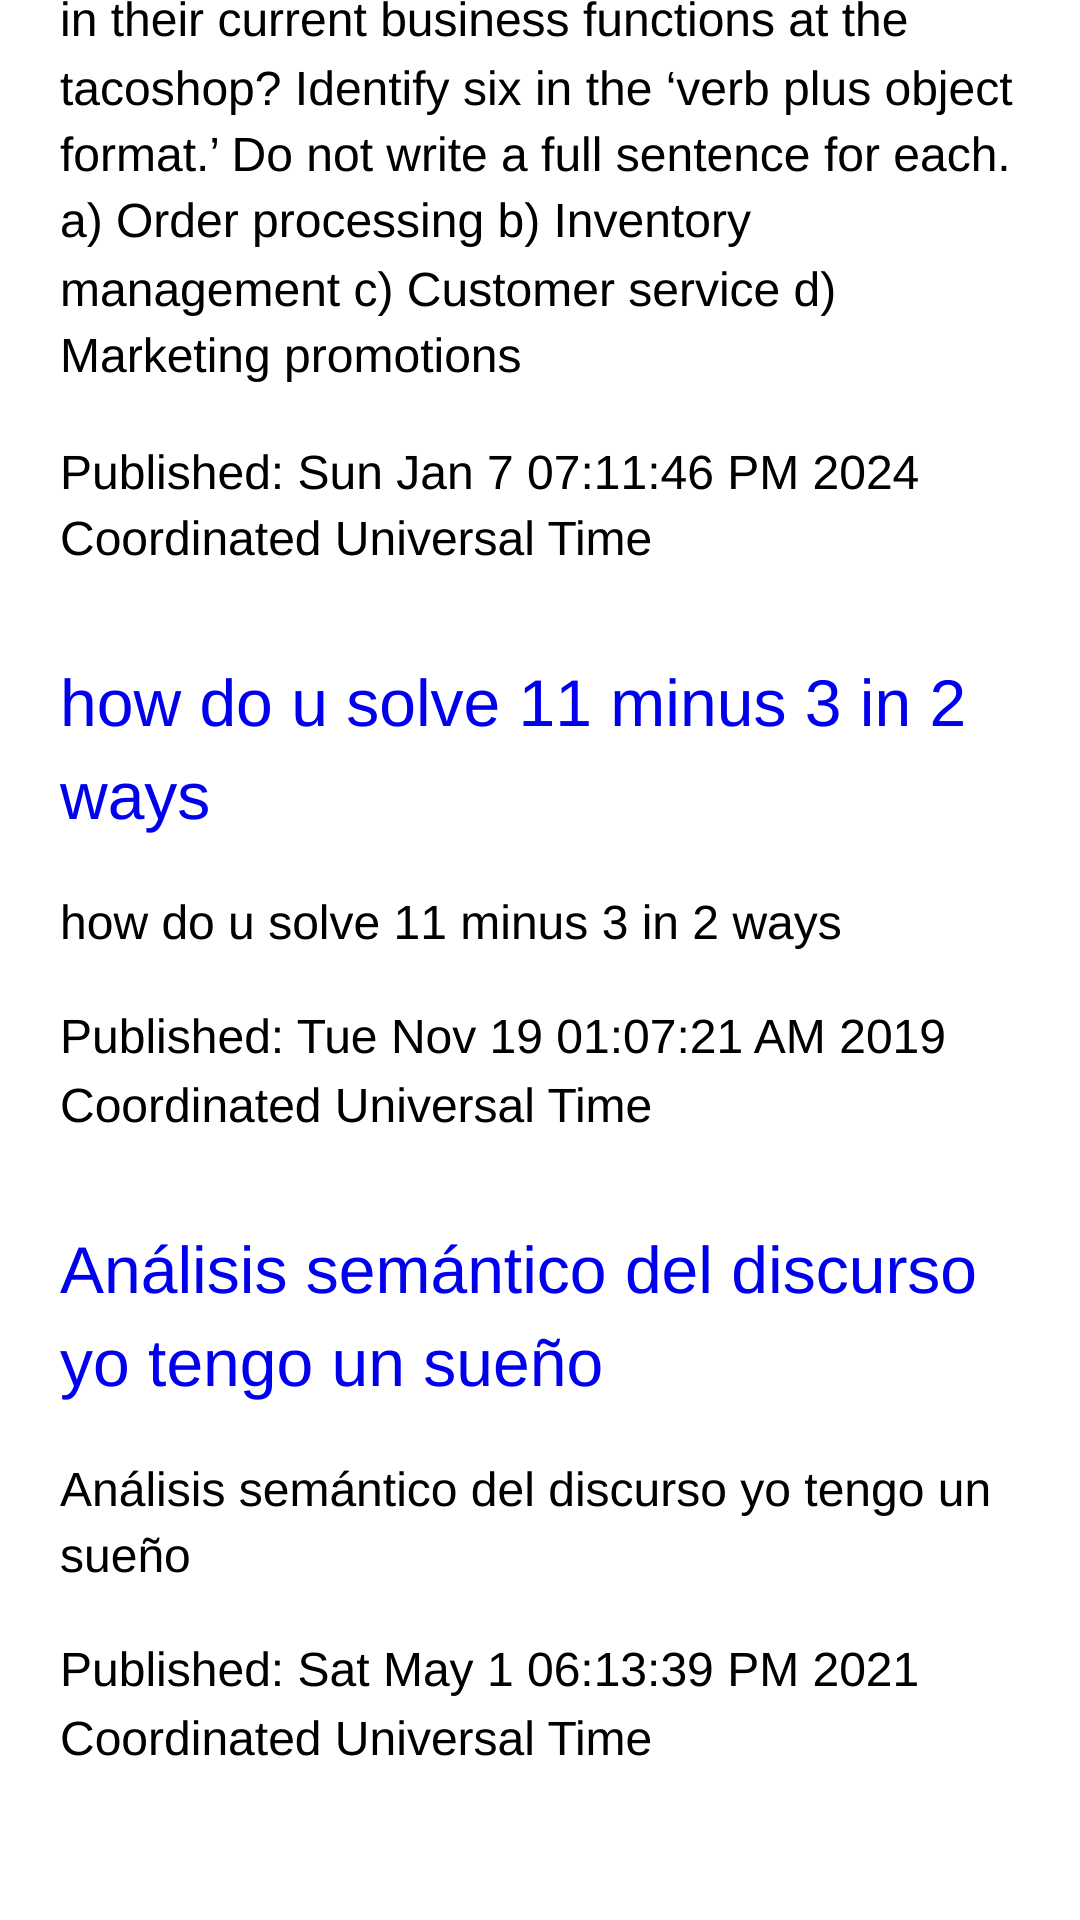 in their current business functions at the
tacoshop? Identify six in the ‘verb plus object
format.’ Do not write a full sentence for each.
a) Order processing b) Inventory
management c) Customer service d)
Marketing promotions
Published: Sun Jan 7 07:11:46 PM 2024
Coordinated Universal Time
how do u solve 11 minus 3 in 2
ways
how do u solve 11 minus 3 in 2 ways
Published: Tue Nov 19 01:07:21 AM 2019
Coordinated Universal Time
Análisis semántico del discurso
yo tengo un sueño
Análisis semántico del discurso yo tengo un
sueño
Published: Sat May 1 06:13:39 PM 2021
Coordinated Universal Time